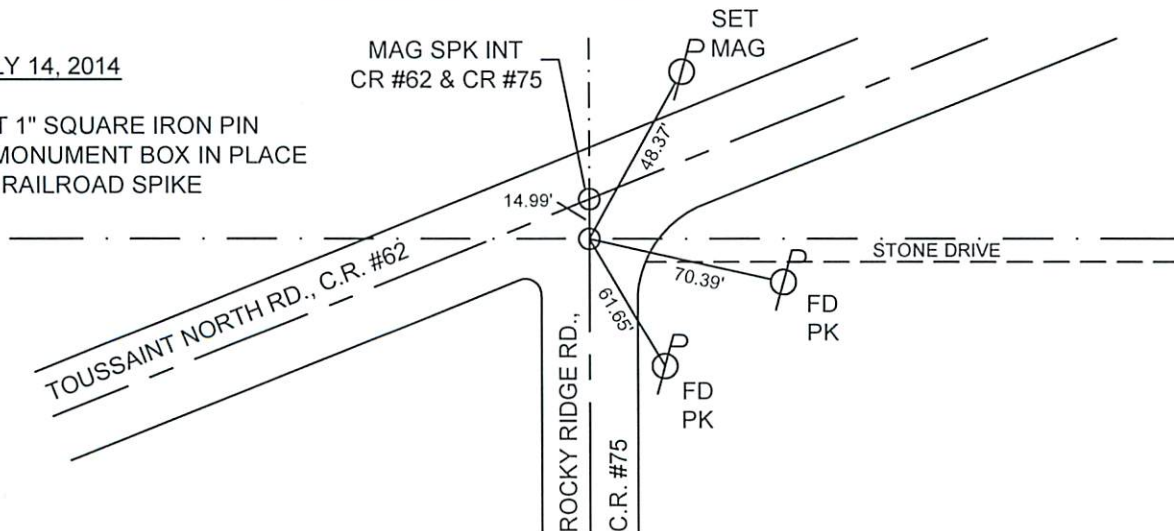 LY 14, 2014
T 1" SQUARE IRON PIN
MONUMENT BOX IN PLACE
RAILROAD SPIKE
MAG SPK INT
CR #62 & CR #75
SET
MAG
P
48.37'
14.99'
TOUSSAINT NORTH RD., C.R. #62
STONE DRIVE
70.39'
P
FD
PK
61.65'
P
FD
PK
ROCKY RIDGE RD.,
C.R. #75